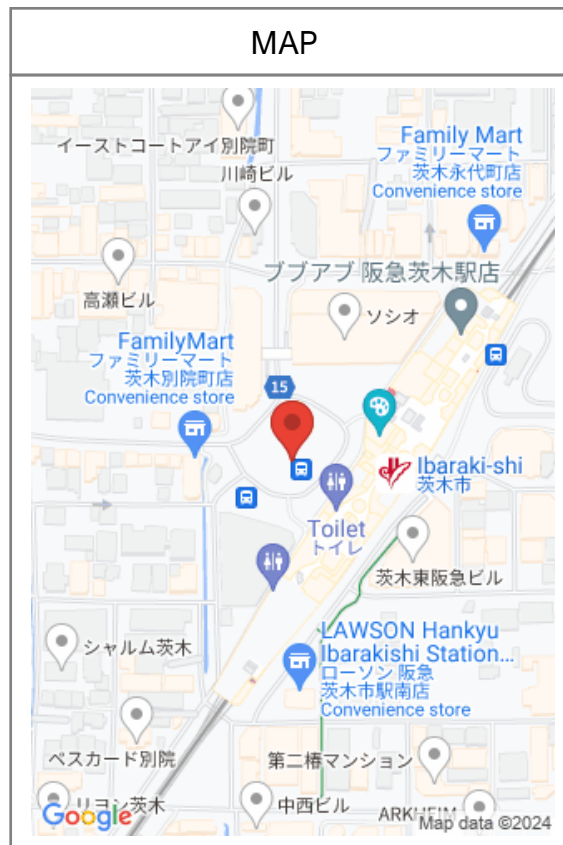 MAP
イーストコートアイ別院町
川崎ビル
Family Mart
ファミリーマート
茨木永代町店
Convenience store
ブブアブ 阪急茨木駅店
高瀬ビル
ソシオ
FamilyMart
ファミリーマート
茨木別院町店
Convenience store
15
Ibaraki-shi
茨木市
Toilet
トイレ
茨木東阪急ビル
シャルム茨木
LAWSON Hankyu
Ibarakishi Station...
ローソン 阪急
茨木市駅南店
Convenience store
ベスカード別院
第二椿マンション
リヨン茨木
中西ビル
ARKHEIM
Google
Map data ©2024